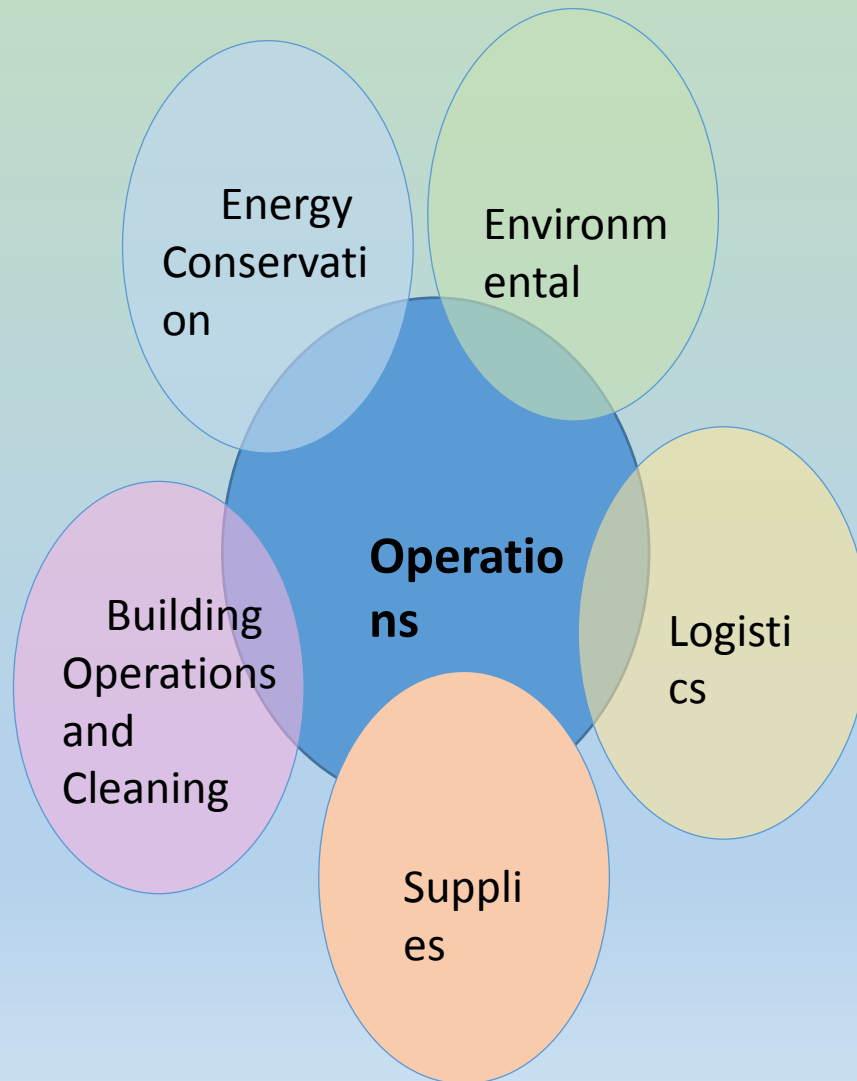 Energy
Conservati
on
Environm
ental
Operatio
ns
Building
Operations
and
Cleaning
Logisti
cs
Suppli
es